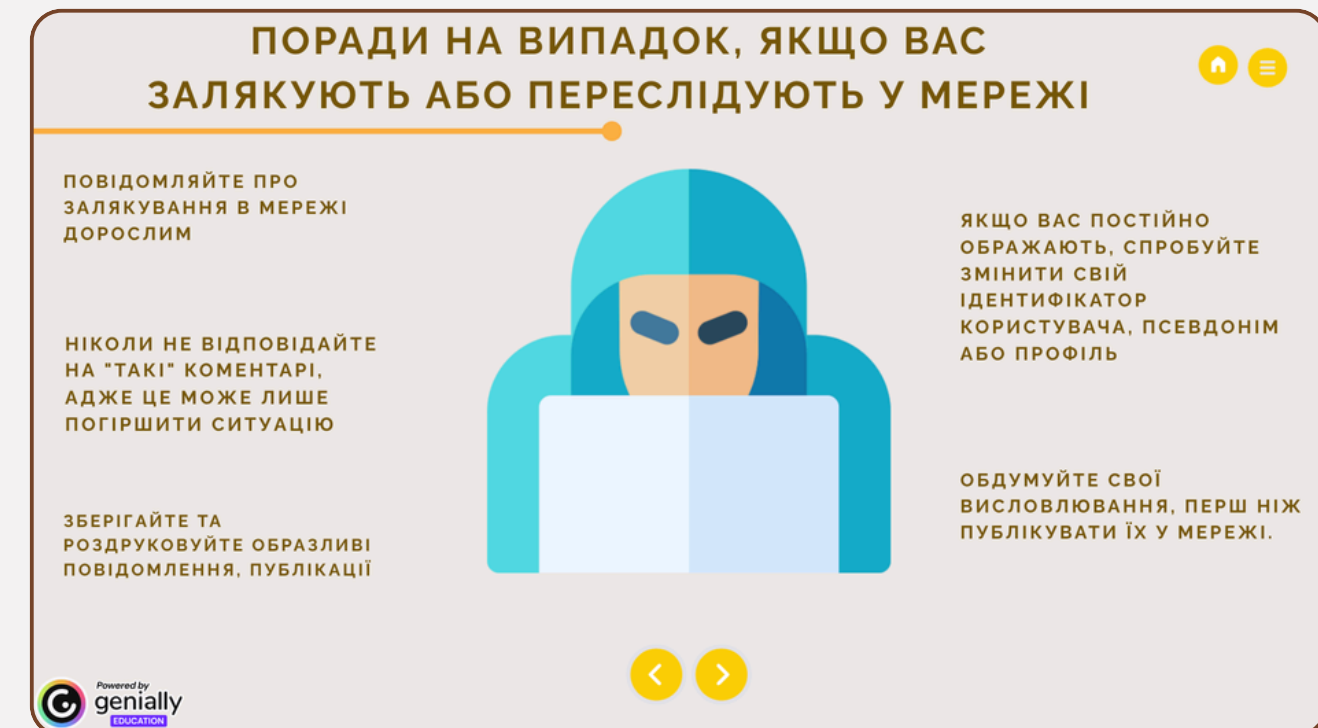 ПОРАДИ НА ВИПАДОК, ЯКЩО ВАС
ЗАЛЯКУЮТЬ АБО ПЕРЕСЛІДУЮТЬ У МЕРЕЖІ
ПОВІДОМЛЯЙТЕ ПРО
ЗАЛЯКУВАННЯ В МЕРЕЖІ
ДОРОСЛИМ
НІКОЛИ НЕ ВІДПОВІДАЙТЕ
НА "ТАКІ" КОМЕНТАРІ,
АДЖЕ ЦЕ МОЖЕ ЛИШЕ
ПОГІРШИТИ СИТУАЦІЮ
ЗБЕРІГАЙТЕ ТА
РОЗДРУКОВУЙТЕ ОБРАЗЛИВІ
ПОВІДОМЛЕННЯ, ПУБЛІКАЦІЇ
ЯКЩО ВАС ПОСТІЙНО
ОБРАЖАЮТЬ, СПРОБУЙТЕ
ЗМІНИТИ СВІЙ
ІДЕНТИФІКАТОР
КОРИСТУВАЧА, ПСЕВДОНІМ
АБО ПРОФІЛЬ
ОБДУМУЙТЕ СВОЇ
ВИСЛОВЛЮВАННЯ, ПЕРШ НІЖ
ПУБЛІКУВАТИ ЇХ У МЕРЕЖІ.
Powered by
genially
EDUCATION